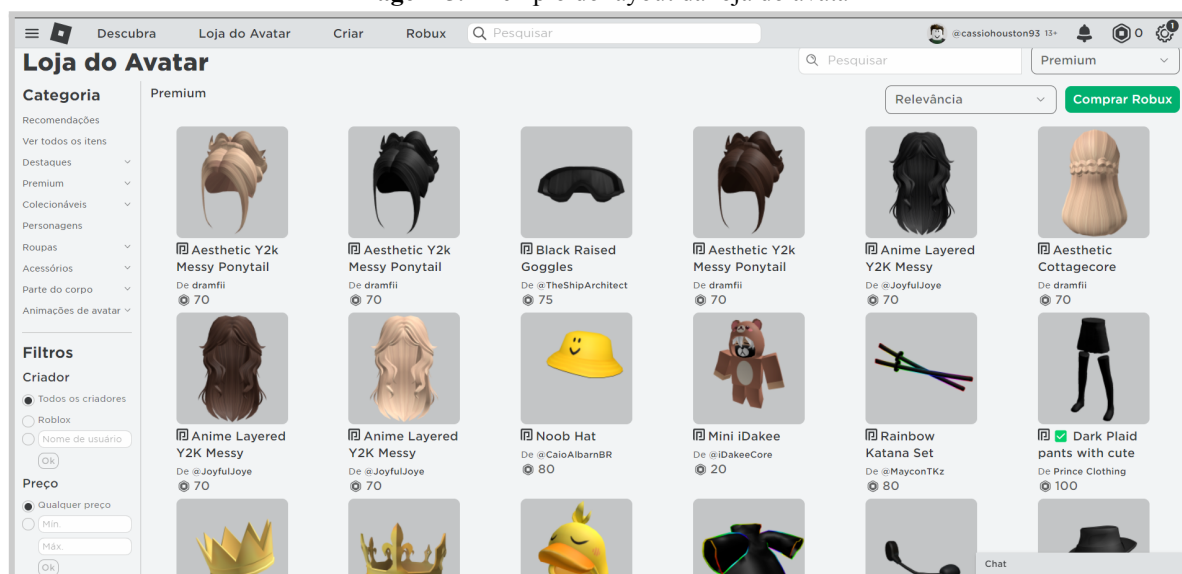 Descubra Loja do Avatar Criar Robux Pesquisar @cassiohouston93 13+ 0 1
Loja do Avatar Pesquisar Premium
Categoria
Recomendações
Ver todos os itens
Destaques
Premium
Colecionáveis
Personagens
Roupas
Acessórios
Parte do corpo
Animações de avatar
Filtros
Criador
Todos os criadores
Roblox
Nome de usuário
Ok
Preço
Qualquer preço
Mín.
Máx.
Ok
Premium Relevância Comprar Robux
Aesthetic Y2k
Messy Ponytail
De dramfii
70
Aesthetic Y2k
Messy Ponytail
De dramfii
70
Black Raised
Goggles
De @TheShipArchitect
75
Aesthetic Y2k
Messy Ponytail
De dramfii
70
Anime Layered
Y2K Messy
De @JoyfulJoye
70
Aesthetic
Cottagecore
De dramfii
70
Anime Layered
Y2K Messy
De @JoyfulJoye
70
Anime Layered
Y2K Messy
De @JoyfulJoye
70
Noob Hat
De @CaioAlbarnBR
80
Mini iDakee
De @iDakeeCore
20
Rainbow
Katana Set
De @MayconTKz
80
✅ Dark Plaid
pants with cute
De Prince Clothing
100
Chat